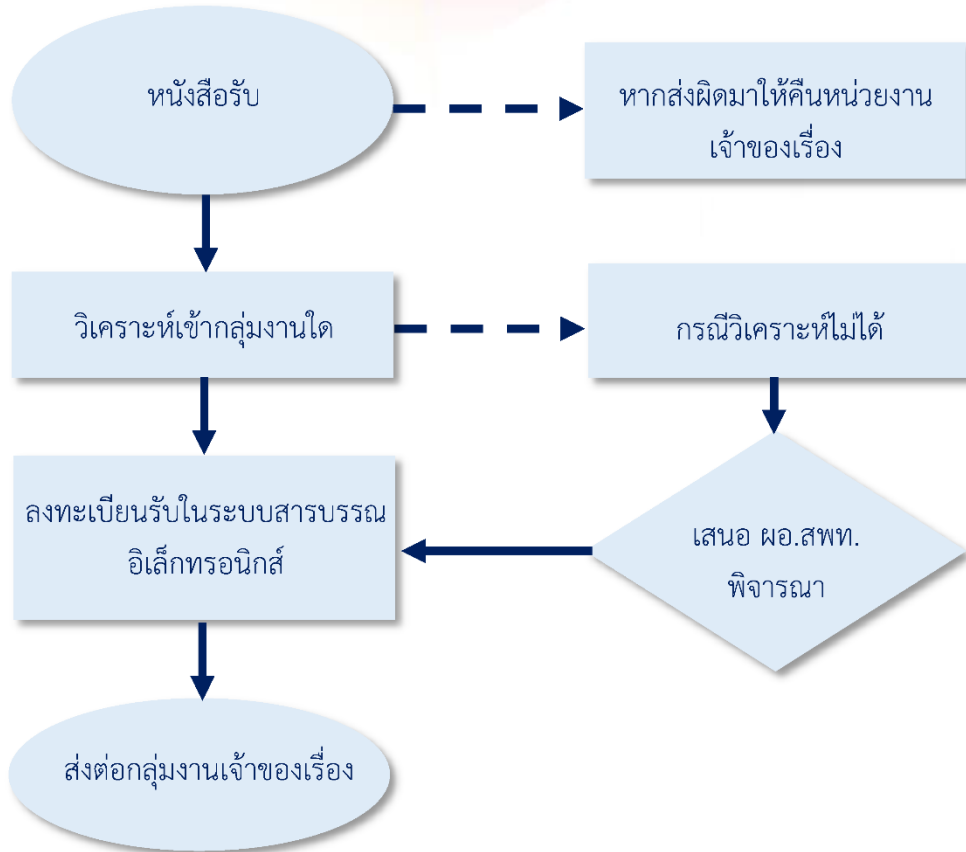 หนังสือรับ
หากส่งผิดมาให้คืนหน่วยงาน
เจ้าของเรื่อง
วิเคราะห์เข้ากลุ่มงานใด
กรณีวิเคราะห์ไม่ได้
ลงทะเบียนรับในระบบสารบรรณ
อิเล็กทรอนิกส์
เสนอ ผอ.สพท.
พิจารณา
ส่งต่อกลุ่มงานเจ้าของเรื่อง